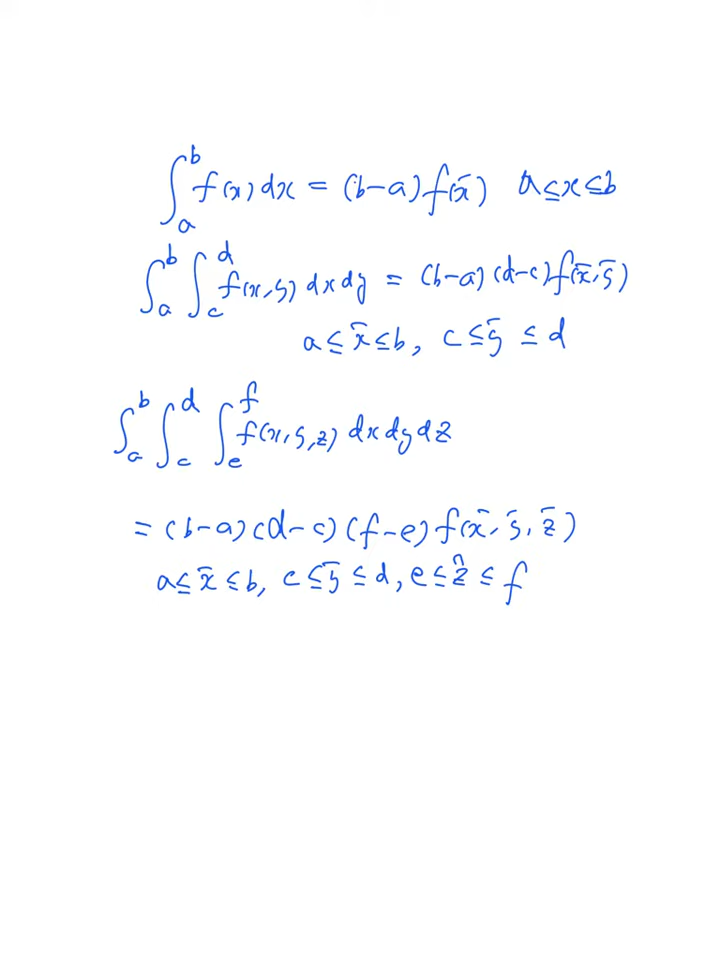 ∫_a^b f(x) dx = (b-a) f(x̄) a≤x≤b
∫_a^b ∫_c^d f(x, y) dx dy = (b-a) (d-c) f(x̄, ȳ)
a≤x̄≤b, c≤ȳ≤d
∫_a^b ∫_c^d ∫_e^f f(x, y, z) dx dy dz
= (b-a) (d-c) (f-e) f(x̄, ȳ, z̄)
a≤x̄≤b, c≤ȳ≤d, e≤ẑ≤f